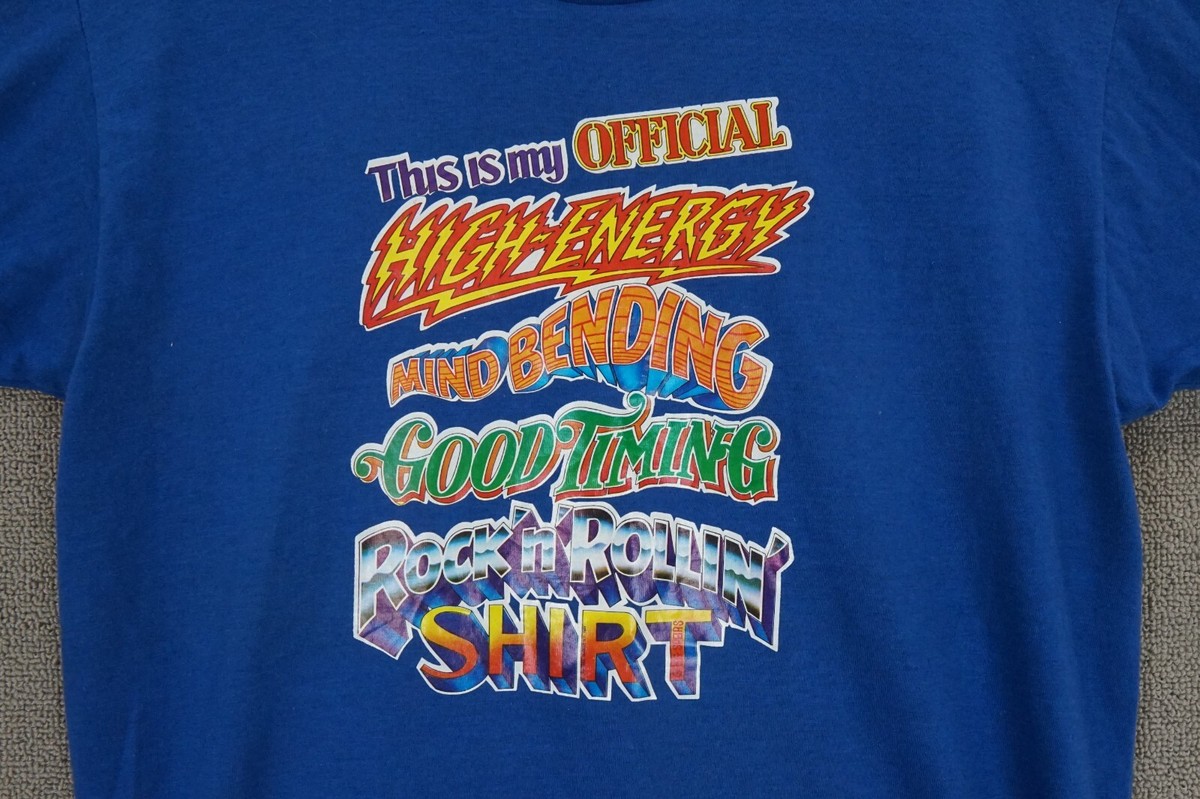 This is my OFFICIAL
HIGH-ENERGY
MIND BENDING
GOOD TIMING
ROCK 'n' ROLLIN'
SHIRT